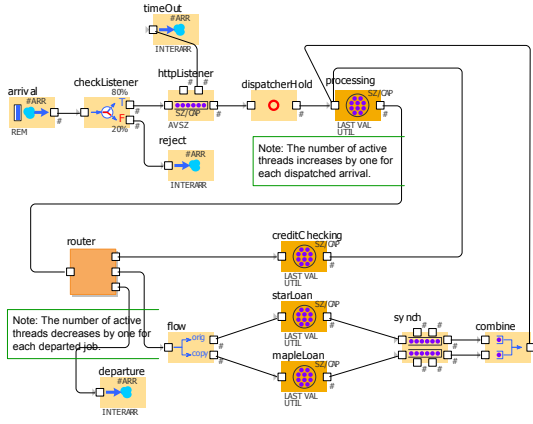 timeOut
#ARR
INTERARR
httpListener
SZ/CAP
#
AVSZ
arrival
#ARR
#
REM
checkListener
80%
T
#
F
20%
#
dispatcherHold
#
processing
SZ/CAP
#
LAST VAL
UTIL
reject
#ARR
INTERARR
Note: The number of active
threads increases by one for
each dispatched arrival.
router
#
#
#
creditChecking
SZ/CAP
#
LAST VAL
UTIL
starLoan
SZ/CAP
#
LAST VAL
UTIL
Note: The number of active
threads decreases by one for
each departed job.
flow
orig
copy
#
#
mapleLoan
SZ/CAP
#
LAST VAL
UTIL
synch
# #
#
#
# #
combine
#
departure
#ARR
INTERARR